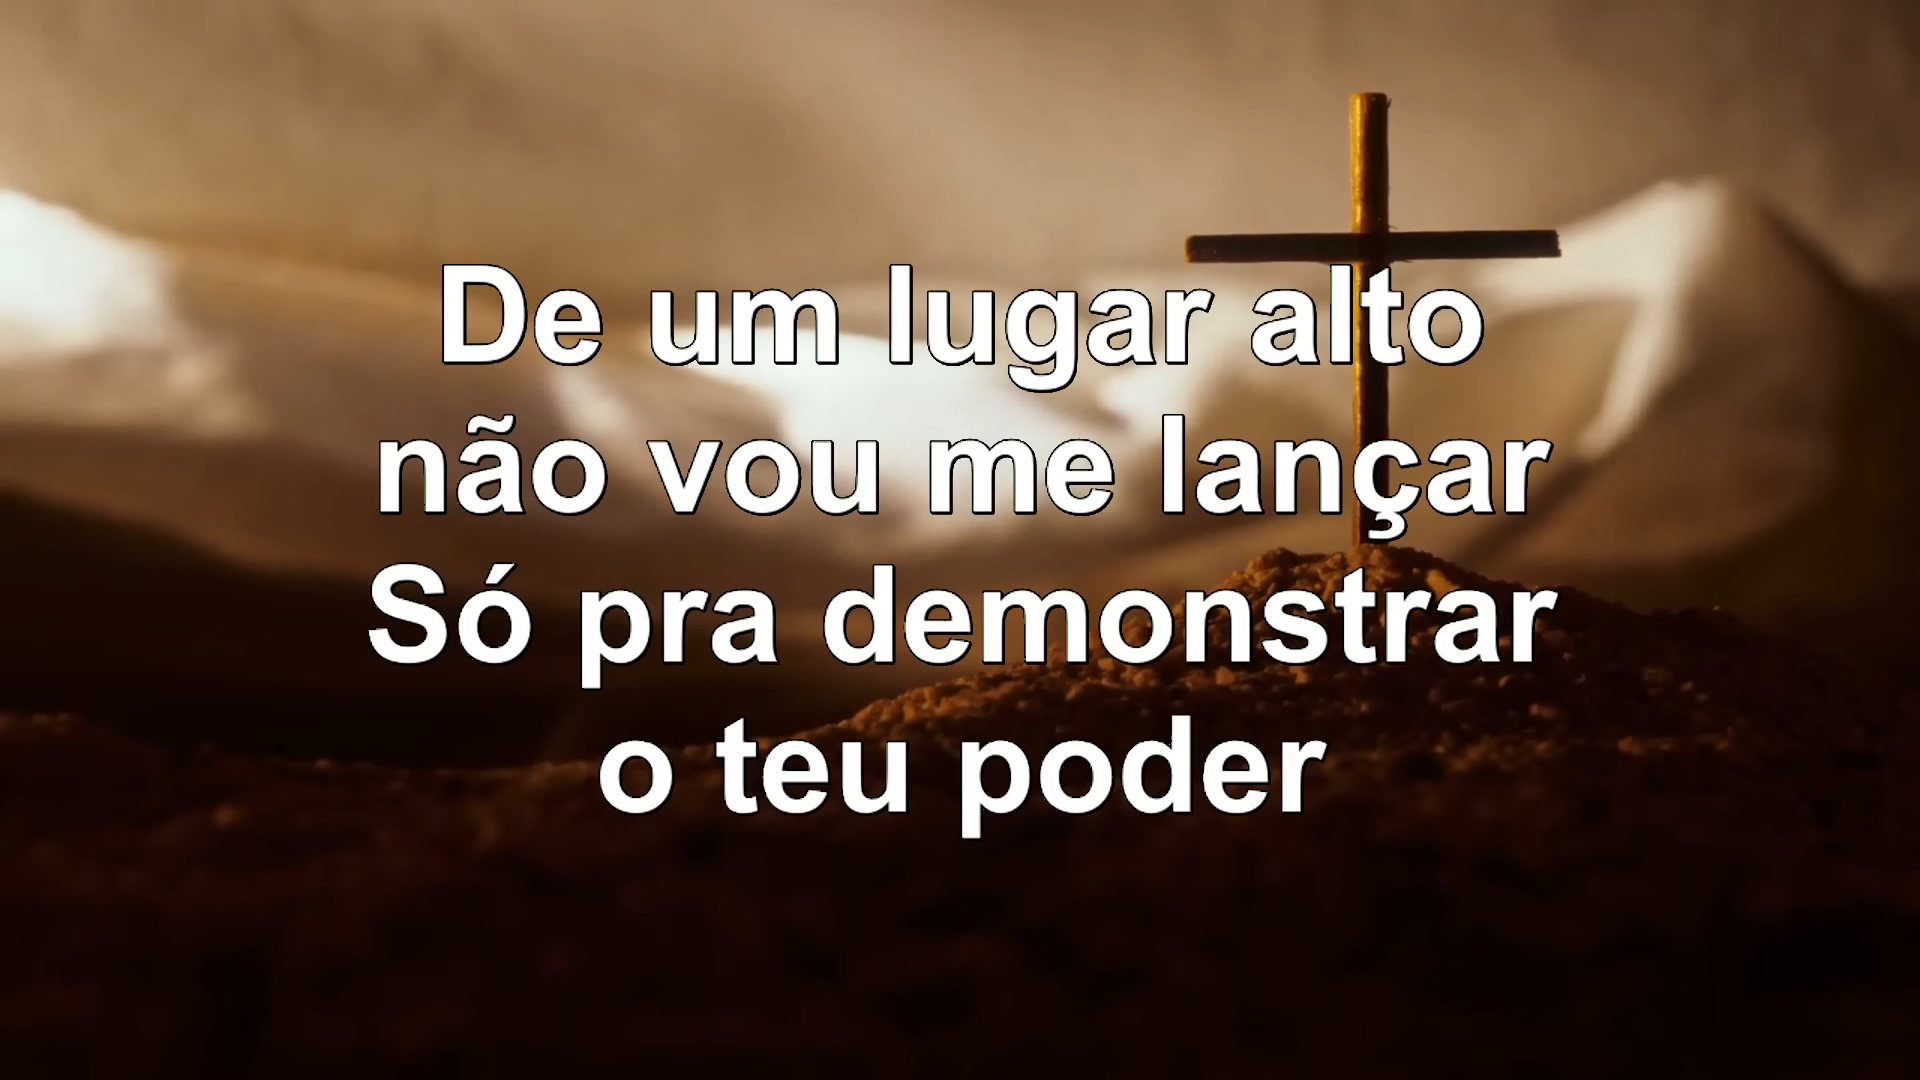 De um lugar alto
não vou me lançar
Só pra demonstrar
o teu poder